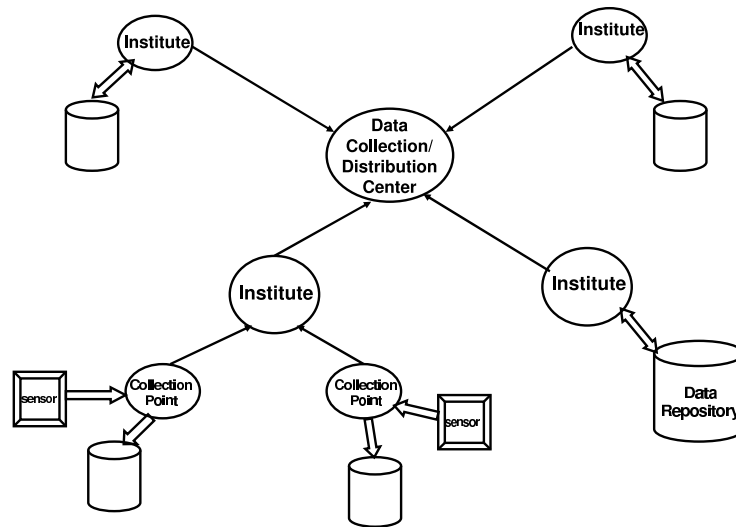 Institute
Institute
Data
Collection/
Distribution
Center
Institute
Institute
Collection
Point
Collection
Point
sensor
sensor
Data
Repository